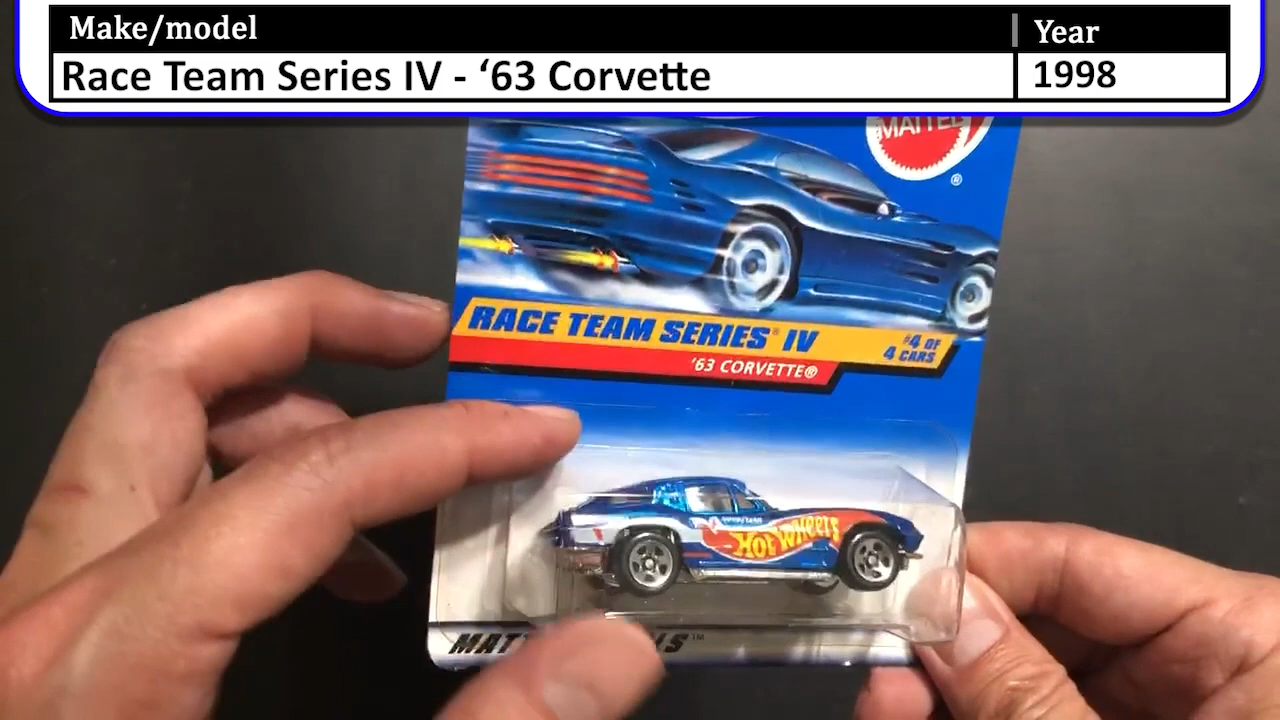 Make/model
Year
Race Team Series IV - ‘63 Corvette
1998
MATTEL
®
RACE TEAM SERIES® IV
#4 OF
4 CARS
'63 CORVETTE®
HOT WHEELS